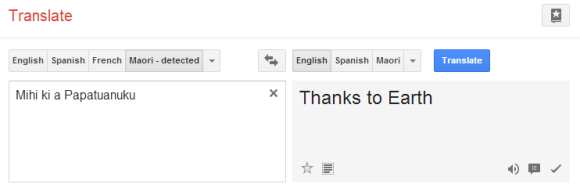 Translate
English Spanish French Maori - detected English Spanish Maori Translate
Mihi ki a Papatuanuku
Thanks to Earth